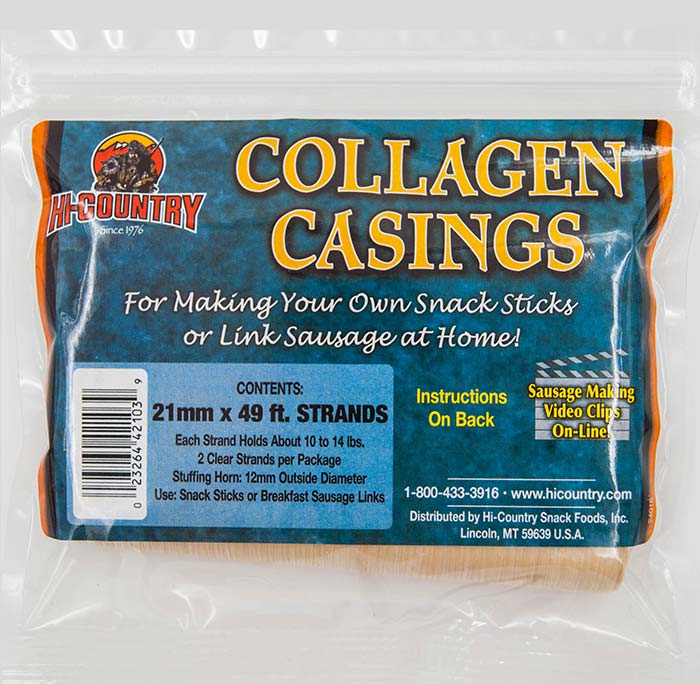 HI-COUNTRY
Since 1976
COLLAGEN
CASINGS
For Making Your Own Snack Sticks
or Link Sausage at Home!
CONTENTS:
21mm x 49 ft. STRANDS
Each Strand Holds About 10 to 14 lbs.
2 Clear Strands per Package
Stuffing Horn: 12mm Outside Diameter
Use: Snack Sticks or Breakfast Sausage Links
0 23264 42103 9
Instructions
On Back
Sausage Making
Video Clips
On-Line!
1-800-433-3916 · www.hicountry.com
Distributed by Hi-Country Snack Foods, Inc.
Lincoln, MT 59639 U.S.A.